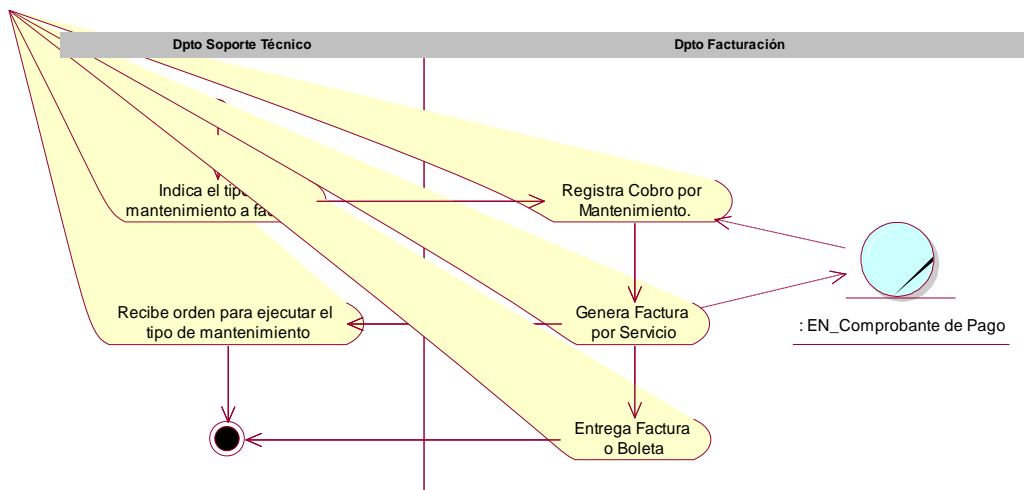 Dpto Soporte Técnico
Dpto Facturación
Indica el tipo
mantenimiento a fac
Registra Cobro por
Mantenimiento.
Recibe orden para ejecutar el
tipo de mantenimiento
Genera Factura
por Servicio
: EN_Comprobante de Pago
Entrega Factura
o Boleta